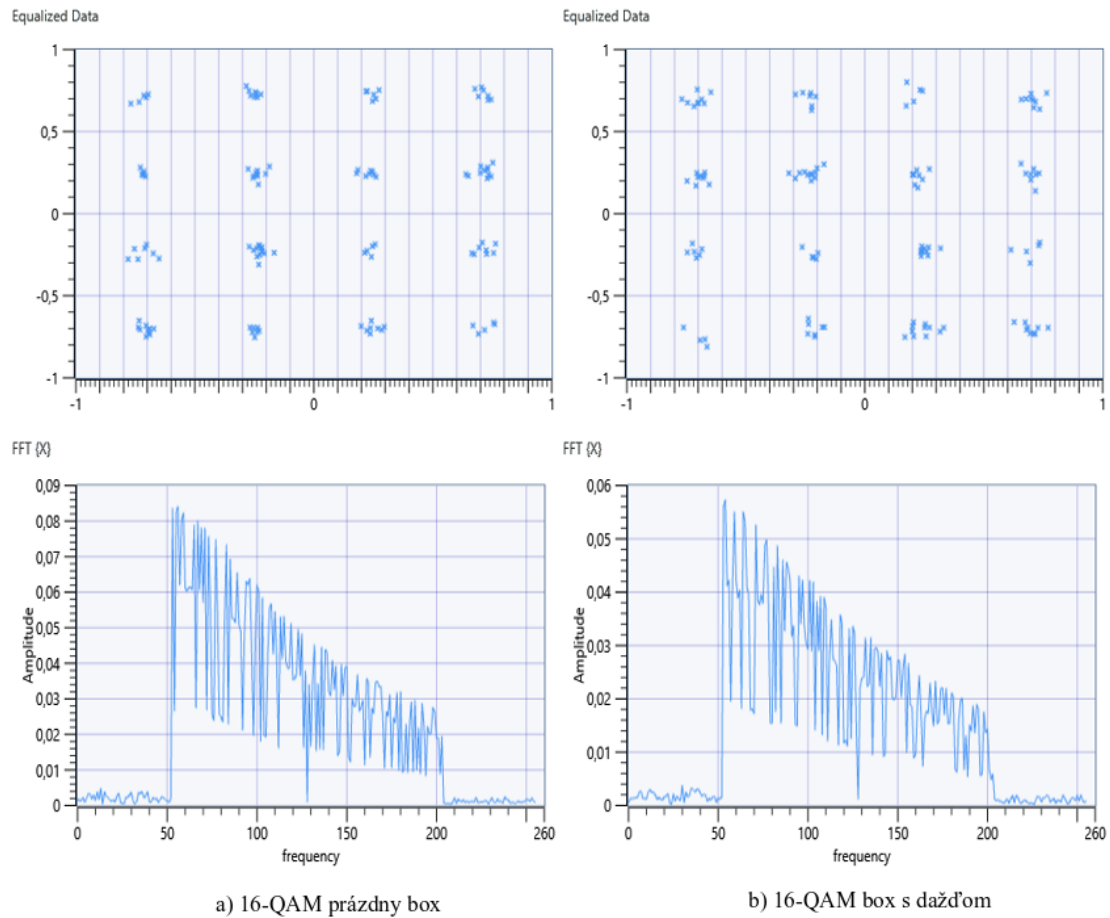 Equalized Data
Equalized Data
1
0,5
0
-0,5
-1
-1 0 1
1
0,5
0
-0,5
-1
-1 0 1
FFT {X}
FFT {X}
0,09
0,08
0,07
0,06
0,05
0,04
0,03
0,02
0,01
0
Amplitude
0 50 100 150 200 260
frequency
0,06
0,05
0,04
0,03
0,02
0,01
0
Amplitude
0 50 100 150 200 260
frequency
a) 16-QAM prázdny box
b) 16-QAM box s dažďom